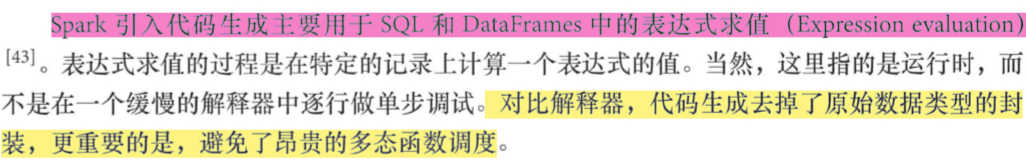 Spark 引入代码生成主要用于 SQL 和 DataFrames 中的表达式求值（Expression evaluation）
[43]。表达式求值的过程是在特定的记录上计算一个表达式的值。当然，这里指的是运行时，而
不是在一个缓慢的解释器中逐行做单步调试。对比解释器，代码生成去掉了原始数据类型的封
装，更重要的是，避免了昂贵的多态函数调度。